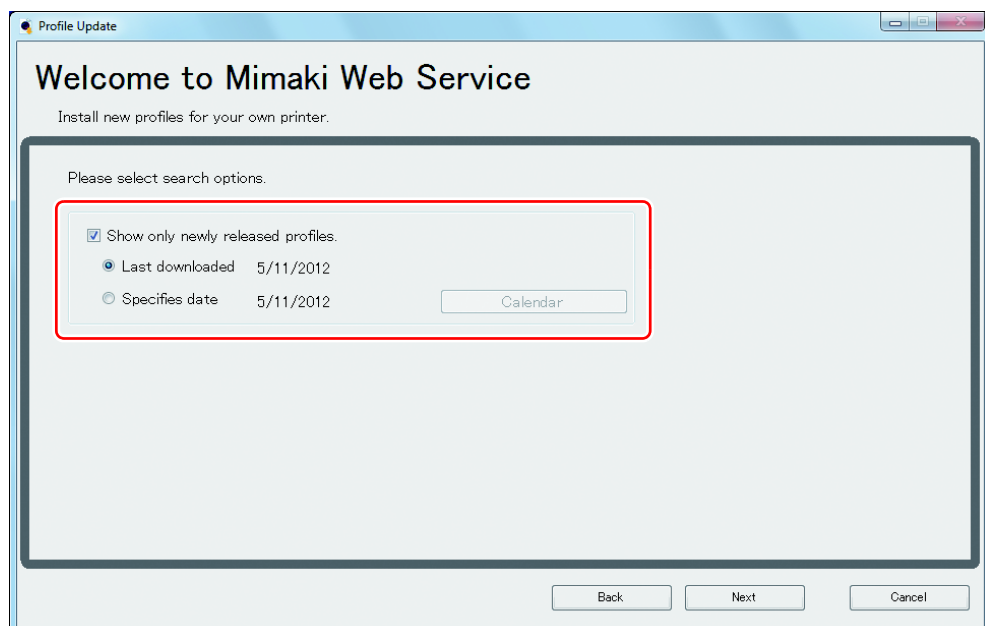 Profile Update
Welcome to Mimaki Web Service
Install new profiles for your own printer.
Please select search options.
Show only newly released profiles.
Last downloaded 5/11/2012
Specifies date 5/11/2012 Calendar
Back Next Cancel